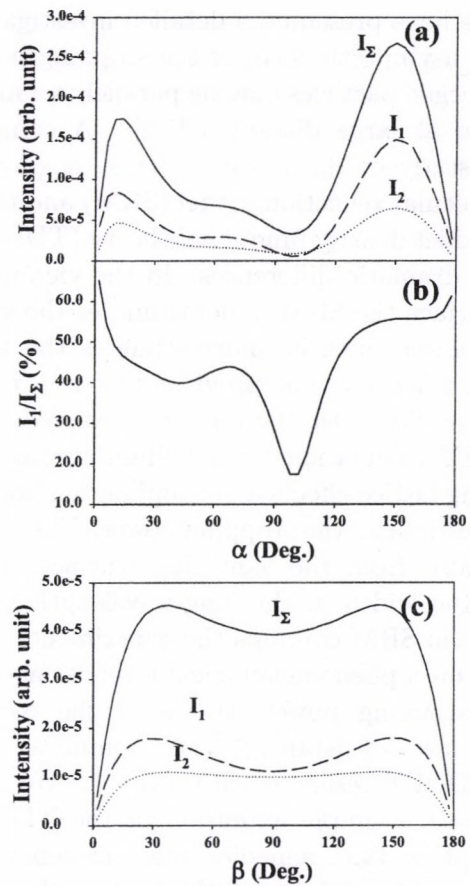 3.0e-4
(a)
2.5e-4
I_Σ
2.0e-4
1.5e-4
I_1
1.0e-4
I_2
5.0e-5
0.0
Intensity (arb. unit)
60.0
(b)
50.0
40.0
30.0
20.0
10.0
I_1/I_Σ (%)
0 30 60 90 120 150 180
α (Deg.)
5.0e-5
(c)
4.0e-5
I_Σ
3.0e-5
I_1
2.0e-5
I_2
1.0e-5
0.0
Intensity (arb. unit)
0 30 60 90 120 150 180
β (Deg.)